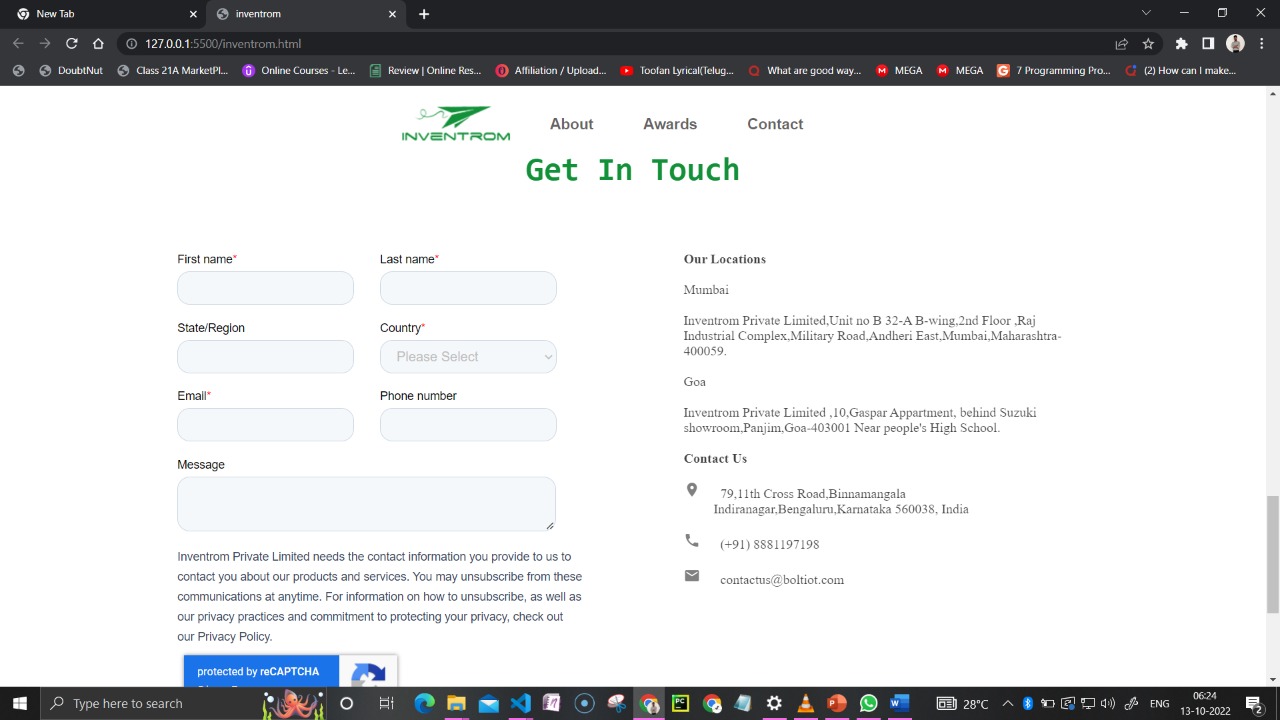 New Tab
inventrom
127.0.0.1:5500/inventrom.html
DoubtNut
Class 21A MarketPl...
Online Courses - Le...
Review | Online Res...
Affiliation / Upload...
Toofan Lyrical(Telug...
What are good way...
MEGA
MEGA
7 Programming Pro...
(2) How can I make...
INVENTROM
About
Awards
Contact
Get In Touch
First name*
Last name*
State/Region
Country*
Please Select
Email*
Phone number
Message
Inventrom Private Limited needs the contact information you provide to us to
contact you about our products and services. You may unsubscribe from these
communications at anytime. For information on how to unsubscribe, as well as
our privacy practices and commitment to protecting your privacy, check out
our Privacy Policy.
protected by reCAPTCHA
Our Locations
Mumbai
Inventrom Private Limited,Unit no B 32-A B-wing,2nd Floor ,Raj
Industrial Complex,Military Road,Andheri East,Mumbai,Maharashtra-
400059.
Goa
Inventrom Private Limited ,10,Gaspar Appartment, behind Suzuki
showroom,Panjim,Goa-403001 Near people's High School.
Contact Us
79,11th Cross Road,Binnamangala
Indiranagar,Bengaluru,Karnataka 560038, India
(+91) 8881197198
contactus@boltiot.com
Type here to search
28°C
ENG
06:24
13-10-2022
2